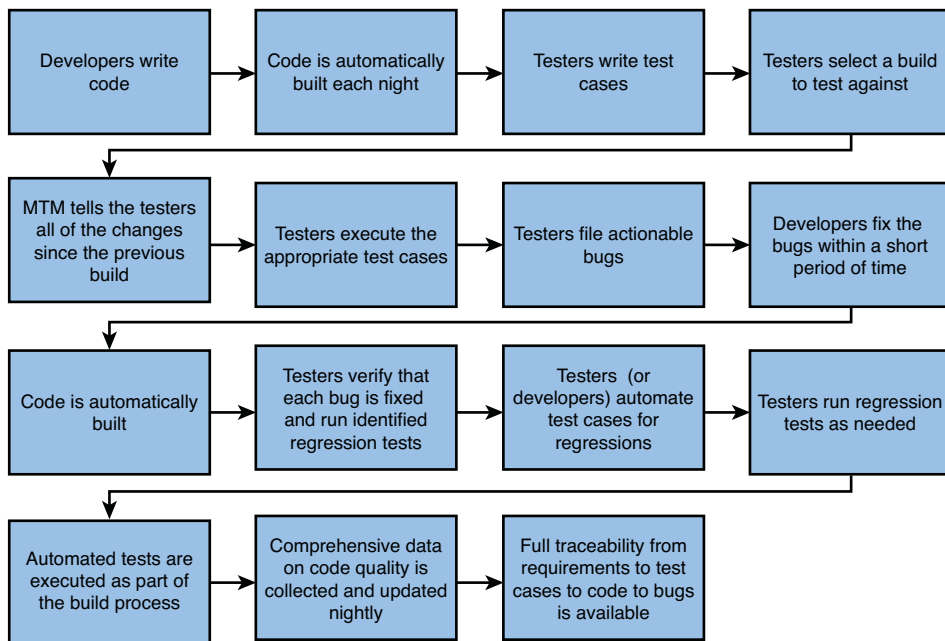 Developers write
code
Code is automatically
built each night
Testers write test
cases
Testers select a build
to test against
MTM tells the testers
all of the changes
since the previous
build
Testers execute the
appropriate test cases
Testers file actionable
bugs
Developers fix the
bugs within a short
period of time
Code is automatically
built
Testers verify that
each bug is fixed
and run identified
regression tests
Testers (or
developers) automate
test cases for
regressions
Testers run regression
tests as needed
Automated tests are
executed as part of
the build process
Comprehensive data
on code quality is
collected and updated
nightly
Full traceability from
requirements to test
cases to code to bugs
is available